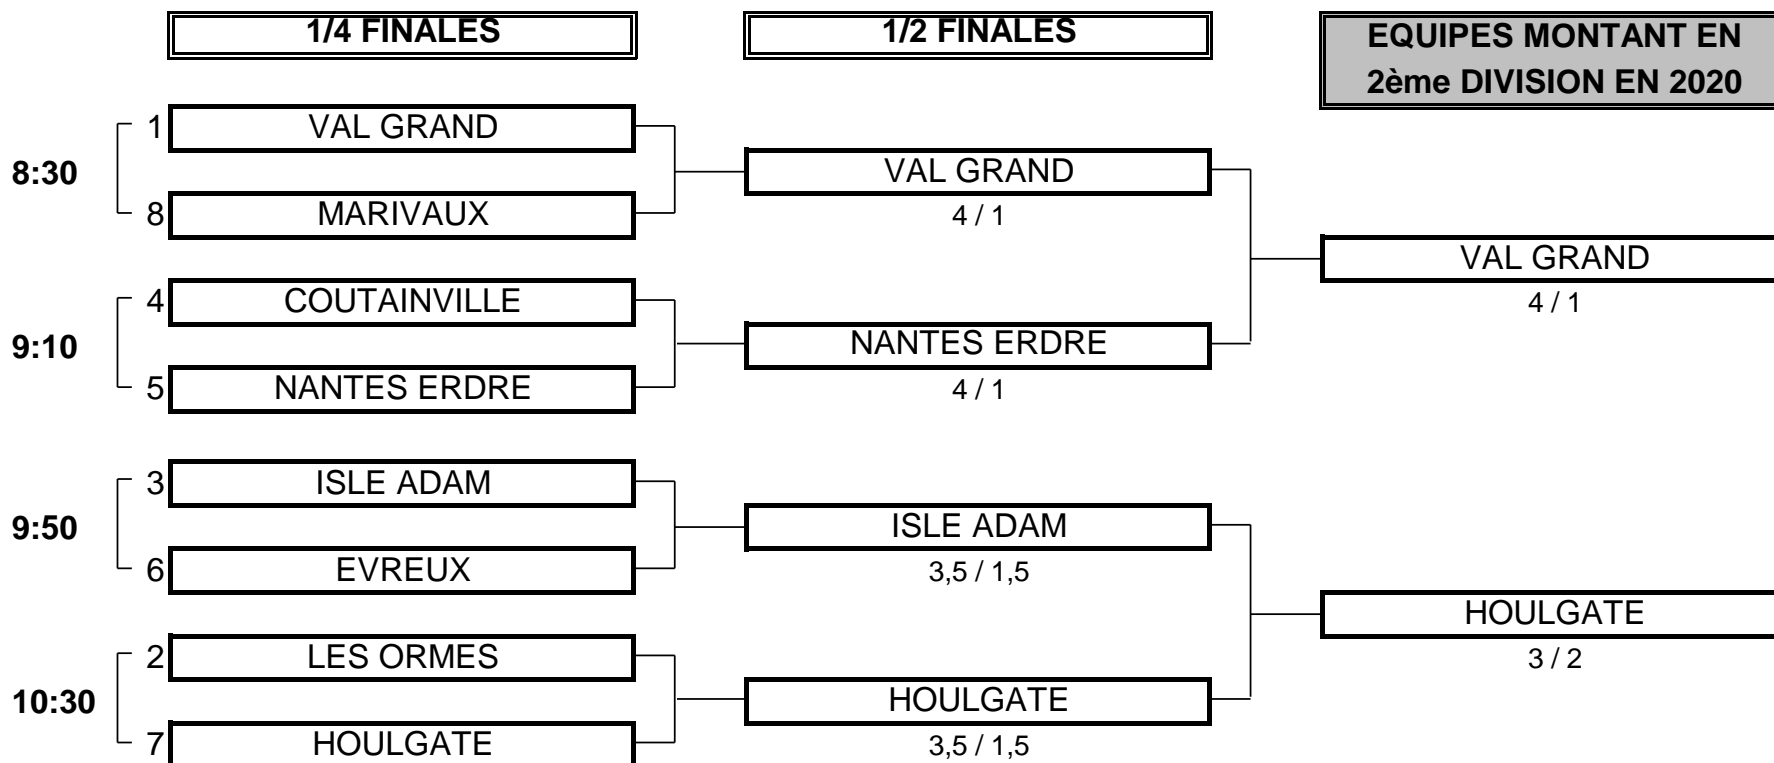 1/4 FINALES
1/2 FINALES
EQUIPES MONTANT EN
2ème DIVISION EN 2020
8:30
1 VAL GRAND
8 MARIVAUX
VAL GRAND
4 / 1
9:10
4 COUTAINVILLE
5 NANTES ERDRE
NANTES ERDRE
4 / 1
VAL GRAND
4 / 1
9:50
3 ISLE ADAM
6 EVREUX
ISLE ADAM
3,5 / 1,5
10:30
2 LES ORMES
7 HOULGATE
HOULGATE
3,5 / 1,5
HOULGATE
3 / 2